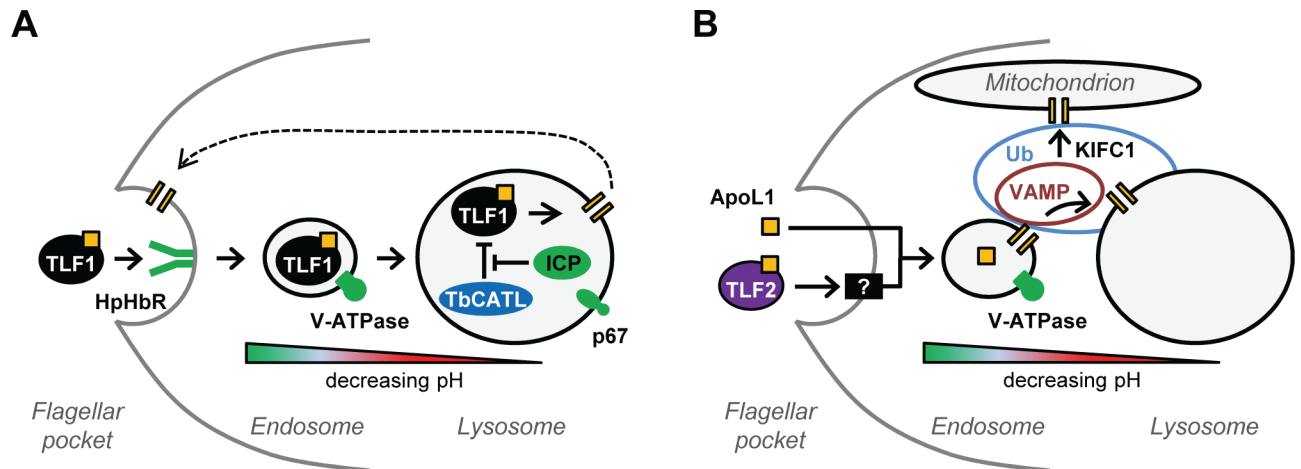 A
TLF1
HpHbR
TLF1
V-ATPase
TLF1
ICP
TbCATL
p67
decreasing pH
Flagellar
pocket
Endosome
Lysosome
B
Mitochondrion
Ub
KIFC1
VAMP
ApoL1
TLF2
?
V-ATPase
decreasing pH
Flagellar
pocket
Endosome
Lysosome